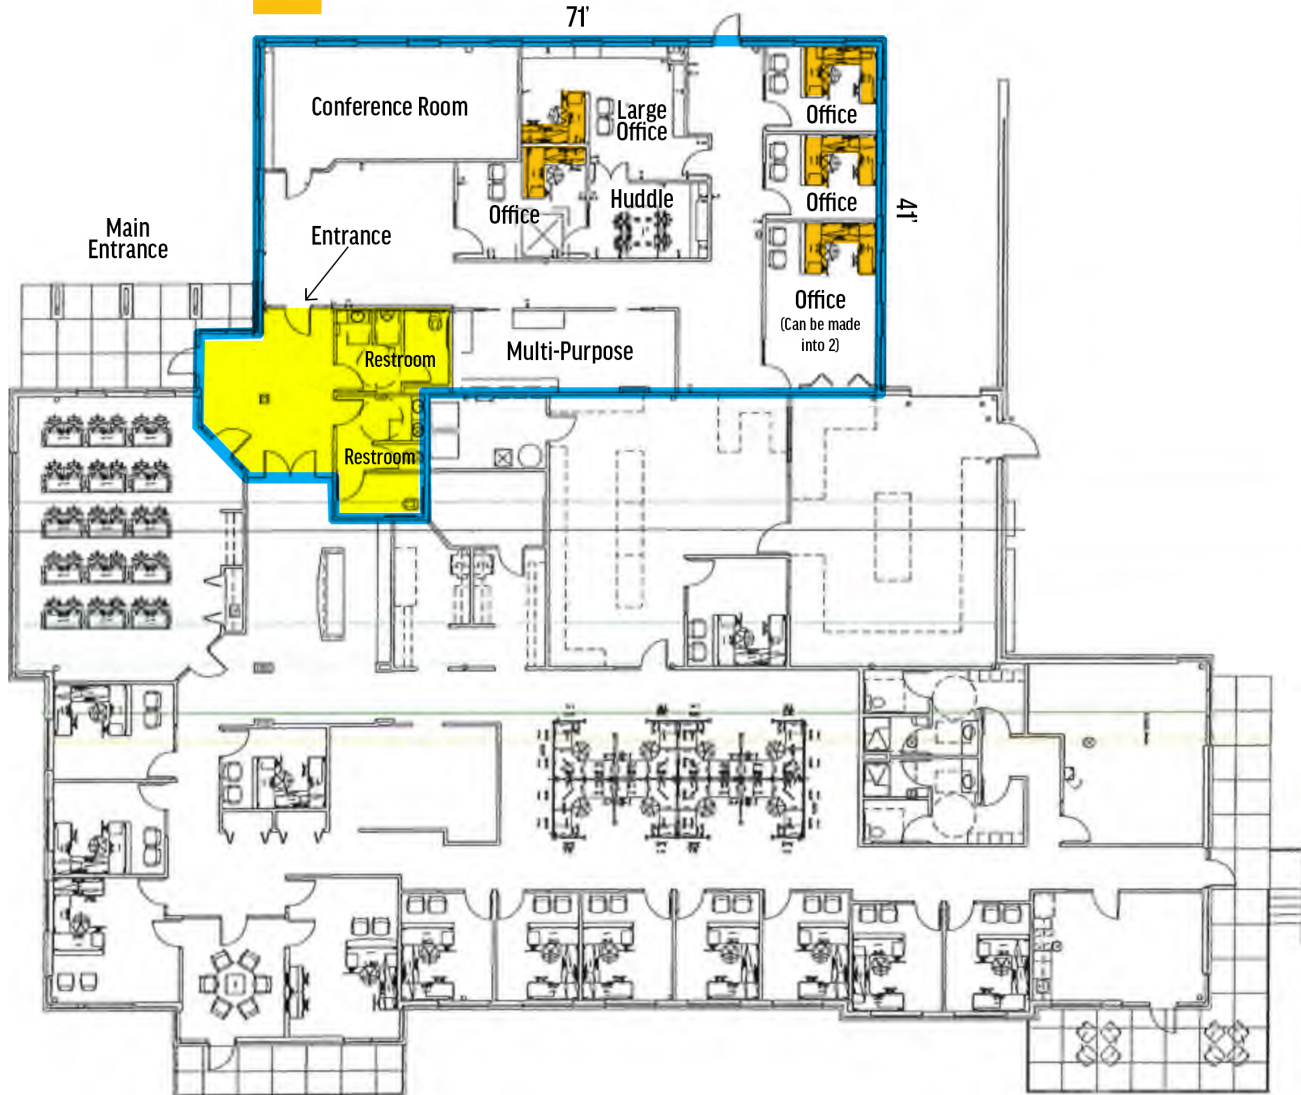 71'
Conference Room
Large
Office
Office
Office
41'
Huddle
Office
Main
Entrance
Entrance
Office
(Can be made
into 2)
Restroom
Multi-Purpose
Restroom